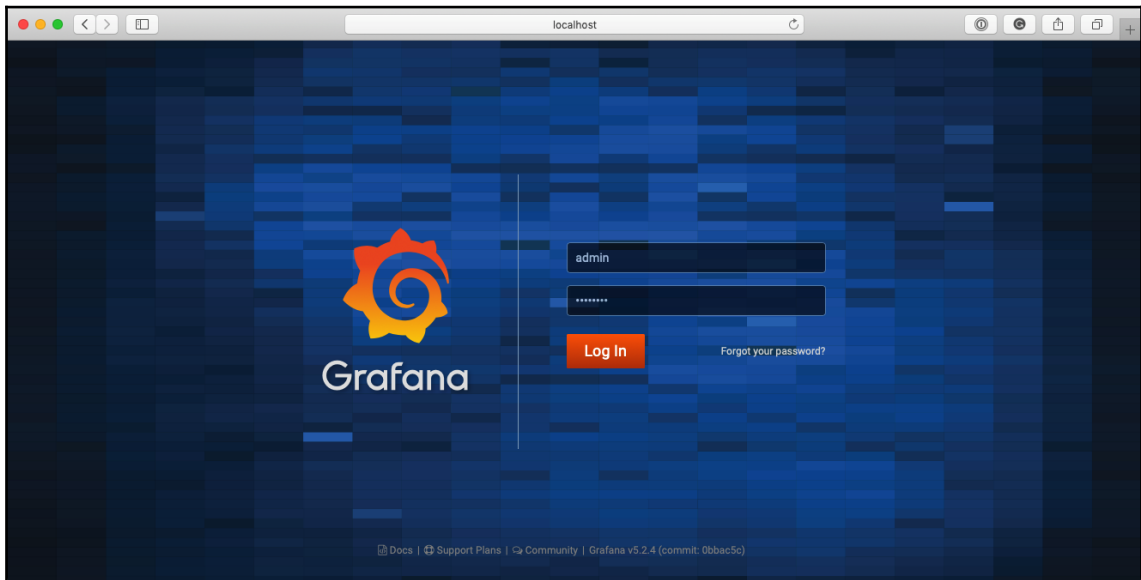 localhost
admin
••••••••
Log In
Forgot your password?
Grafana
Docs | Support Plans | Community | Grafana v5.2.4 (commit: 0bbac5c)